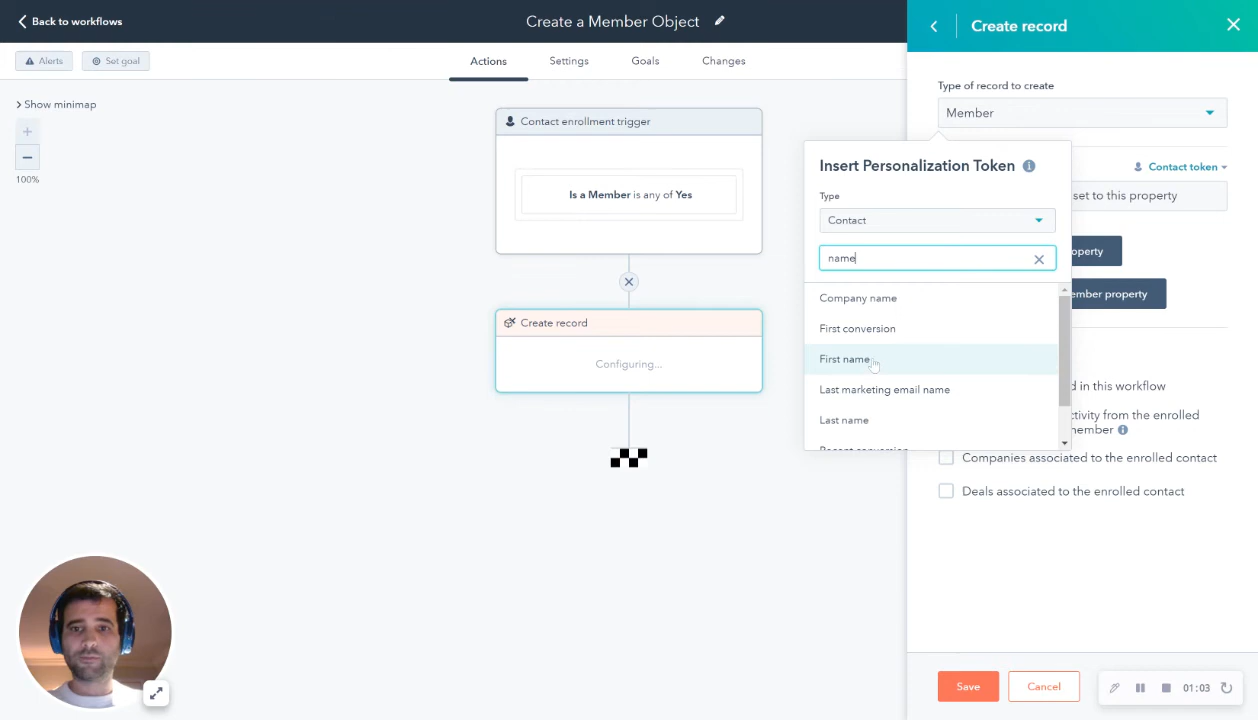 Back to workflows
Create a Member Object
Create record
Alerts
Set goal
Actions
Settings
Goals
Changes
Show minimap
100%
Contact enrollment trigger
Is a Member is any of Yes
Create record
Configuring...
Type of record to create
Member
Insert Personalization Token
Type
Contact
name
Company name
First conversion
First name
Last marketing email name
Last name
Recent conversion
Contact token
set to this property
operty
ember property
d in this workflow
ctivity from the enrolled
member
Companies associated to the enrolled contact
Deals associated to the enrolled contact
Save
Cancel
01:03